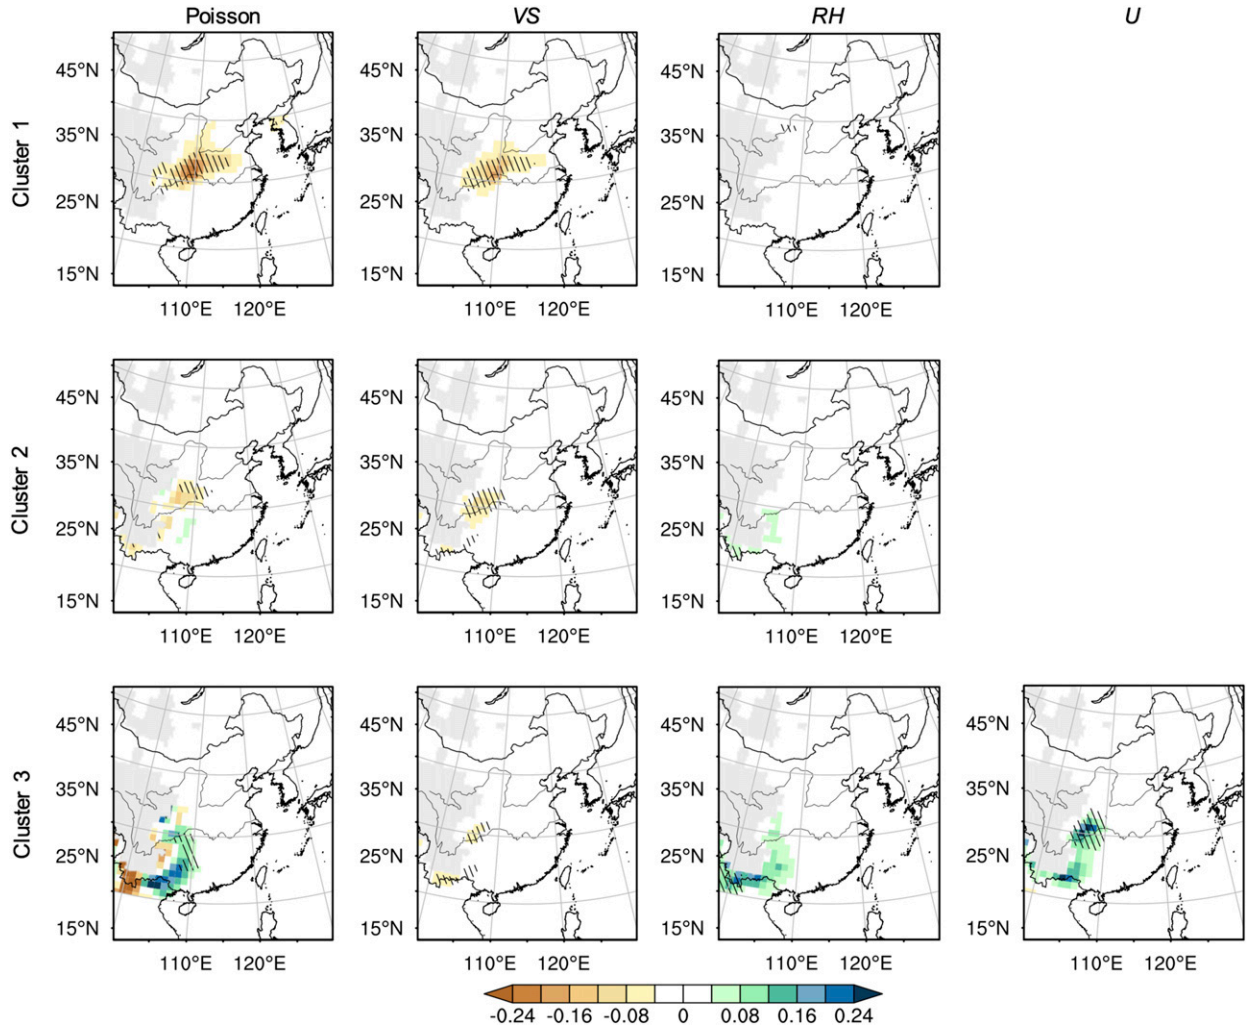 Poisson VS RH U
Cluster 1
45°N 45°N 45°N
35°N 35°N 35°N
25°N 25°N 25°N
15°N 15°N 15°N
110°E 120°E 110°E 120°E 110°E 120°E
Cluster 2
45°N 45°N 45°N
35°N 35°N 35°N
25°N 25°N 25°N
15°N 15°N 15°N
110°E 120°E 110°E 120°E 110°E 120°E
Cluster 3
45°N 45°N 45°N 45°N
35°N 35°N 35°N 35°N
25°N 25°N 25°N 25°N
15°N 15°N 15°N 15°N
110°E 120°E 110°E 120°E 110°E 120°E 110°E 120°E
-0.24 -0.16 -0.08 0 0.08 0.16 0.24